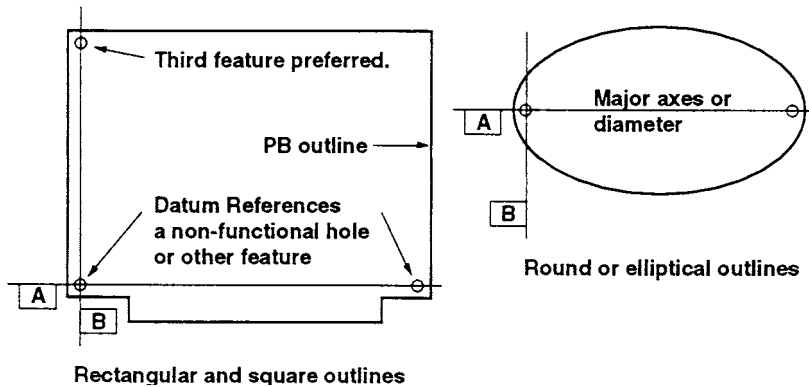 Third feature preferred.
PB outline
Datum References
a non-functional hole
or other feature
A
B
Rectangular and square outlines
Major axes or
diameter
A
B
Round or elliptical outlines